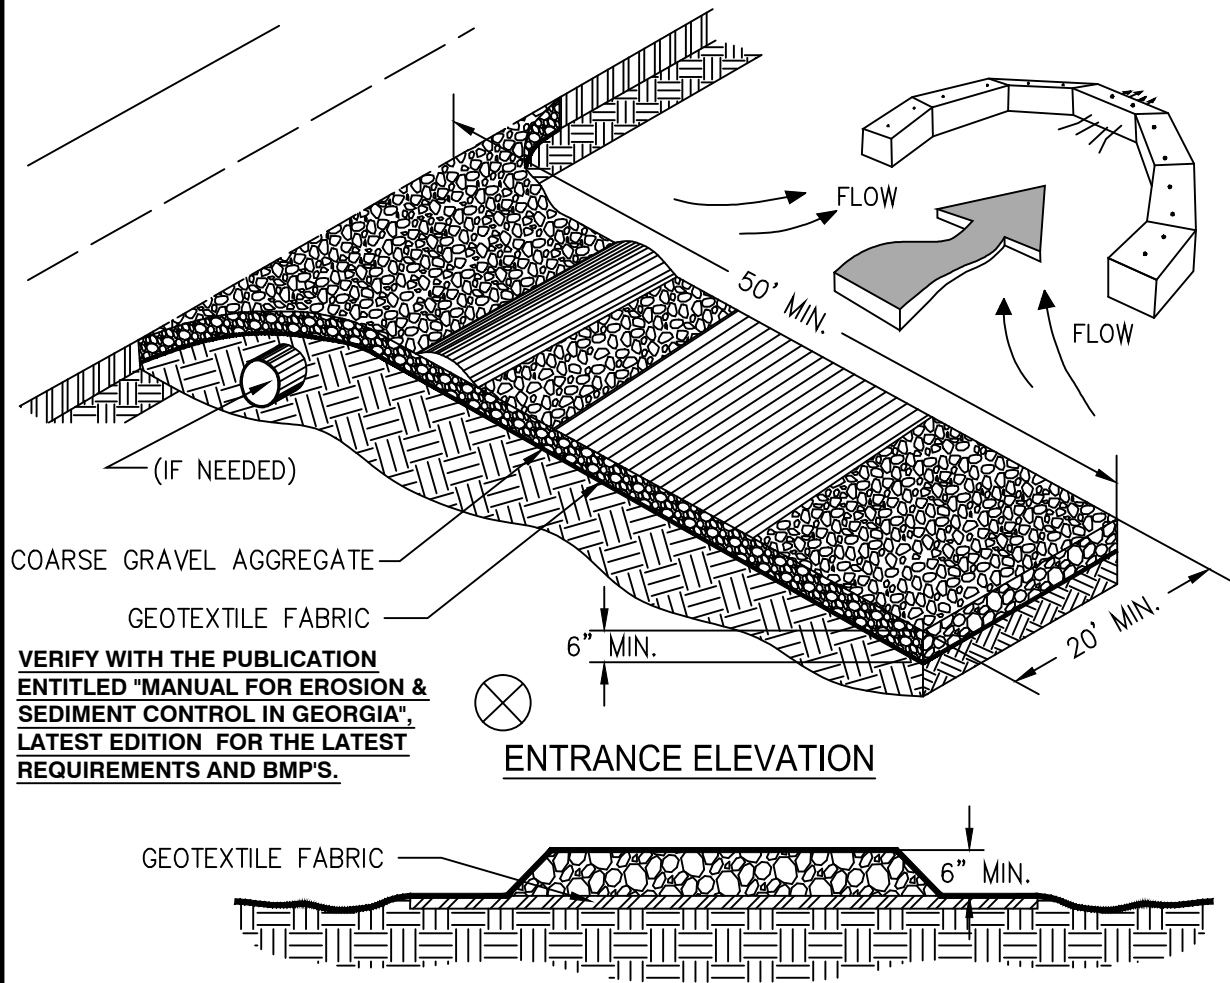 FLOW
50' MIN.
FLOW
(IF NEEDED)
COARSE GRAVEL AGGREGATE
GEOTEXTILE FABRIC
6" MIN.
20' MIN.
VERIFY WITH THE PUBLICATION
ENTITLED "MANUAL FOR EROSION &
SEDIMENT CONTROL IN GEORGIA",
LATEST EDITION FOR THE LATEST
REQUIREMENTS AND BMP'S.
ENTRANCE ELEVATION
GEOTEXTILE FABRIC
6" MIN.